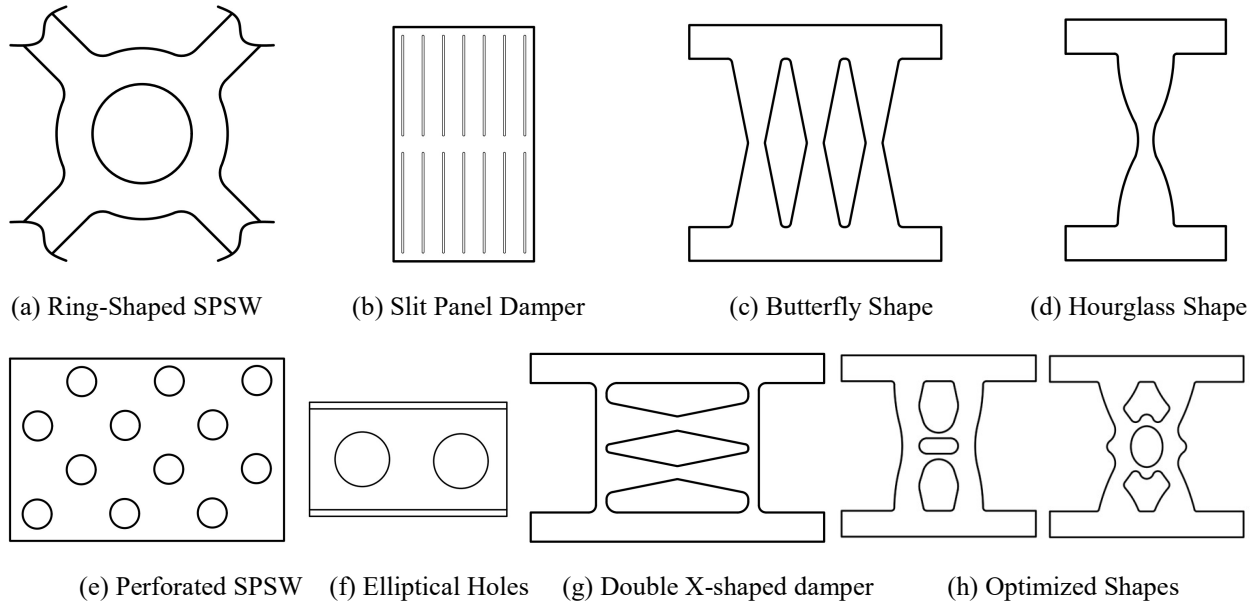 (a) Ring-Shaped SPSW (b) Slit Panel Damper (c) Butterfly Shape (d) Hourglass Shape
(e) Perforated SPSW (f) Elliptical Holes (g) Double X-shaped damper (h) Optimized Shapes